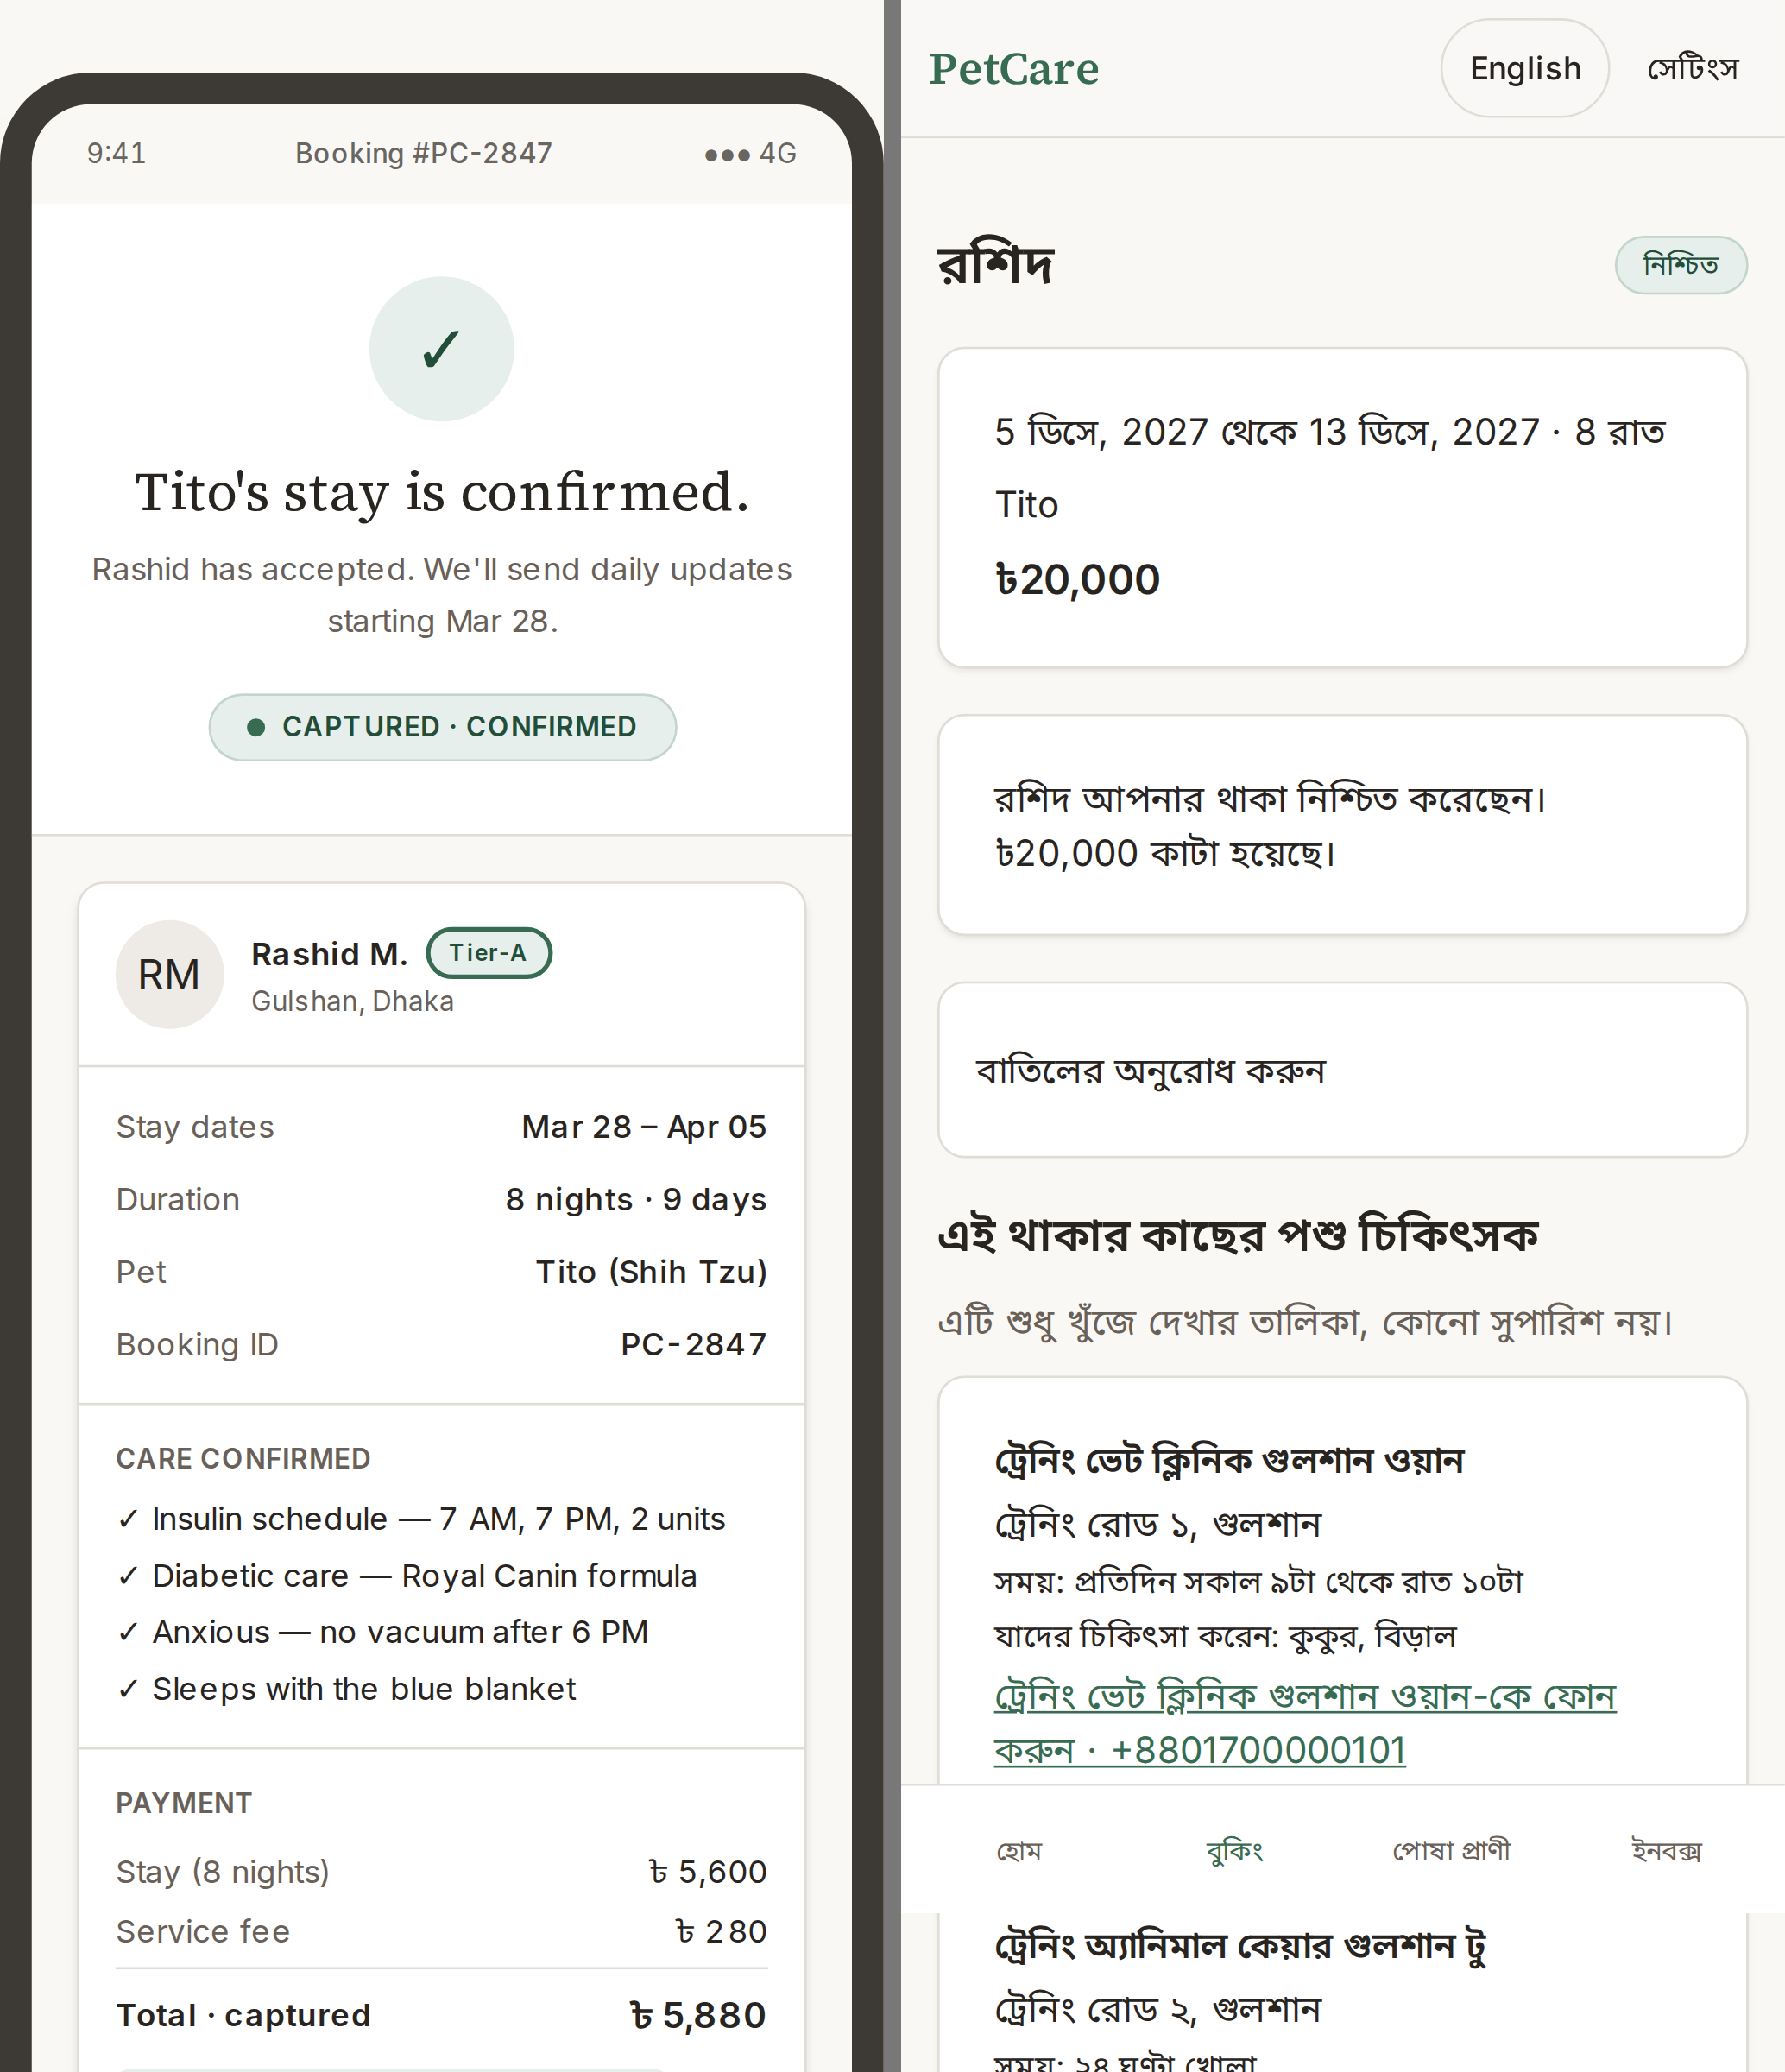 9:41
Booking #PC-2847
●●● 4G
✓
Tito's stay is confirmed.
Rashid has accepted. We'll send daily updates
starting Mar 28.
CAPTURED · CONFIRMED
RM
Rashid M.
Tier-A
Gulshan, Dhaka
Stay dates
Mar 28 – Apr 05
Duration
8 nights · 9 days
Pet
Tito (Shih Tzu)
Booking ID
PC-2847
CARE CONFIRMED
✓ Insulin schedule — 7 AM, 7 PM, 2 units
✓ Diabetic care — Royal Canin formula
✓ Anxious — no vacuum after 6 PM
✓ Sleeps with the blue blanket
PAYMENT
Stay (8 nights)
৳ 5,600
Service fee
৳ 280
Total · captured
৳ 5,880
PetCare
English
সেটিংস
রশিদ
নিশ্চিত
5 ডিসে, 2027 থেকে 13 ডিসে, 2027 · 8 রাত
Tito
৳20,000
রশিদ আপনার থাকা নিশ্চিত করেছেন।
৳20,000 কাটা হয়েছে।
বাতিলের অনুরোধ করুন
এই থাকার কাছের পশু চিকিৎসক
এটি শুধু খুঁজে দেখার তালিকা, কোনো সুপারিশ নয়।
ট্রেনিং ভেট ক্লিনিক গুলশান ওয়ান
ট্রেনিং রোড ১, গুলশান
সময়: প্রতিদিন সকাল ৯টা থেকে রাত ১০টা
যাদের চিকিৎসা করেন: কুকুর, বিড়াল
ট্রেনিং ভেট ক্লিনিক গুলশান ওয়ান-কে ফোন
করুন · +8801700000101
হোম
বুকিং
পোষা প্রাণী
ইনবক্স
ট্রেনিং অ্যানিমাল কেয়ার গুলশান টু
ট্রেনিং রোড ২, গুলশান
সময়: ২৪ ঘণ্টা খোলা